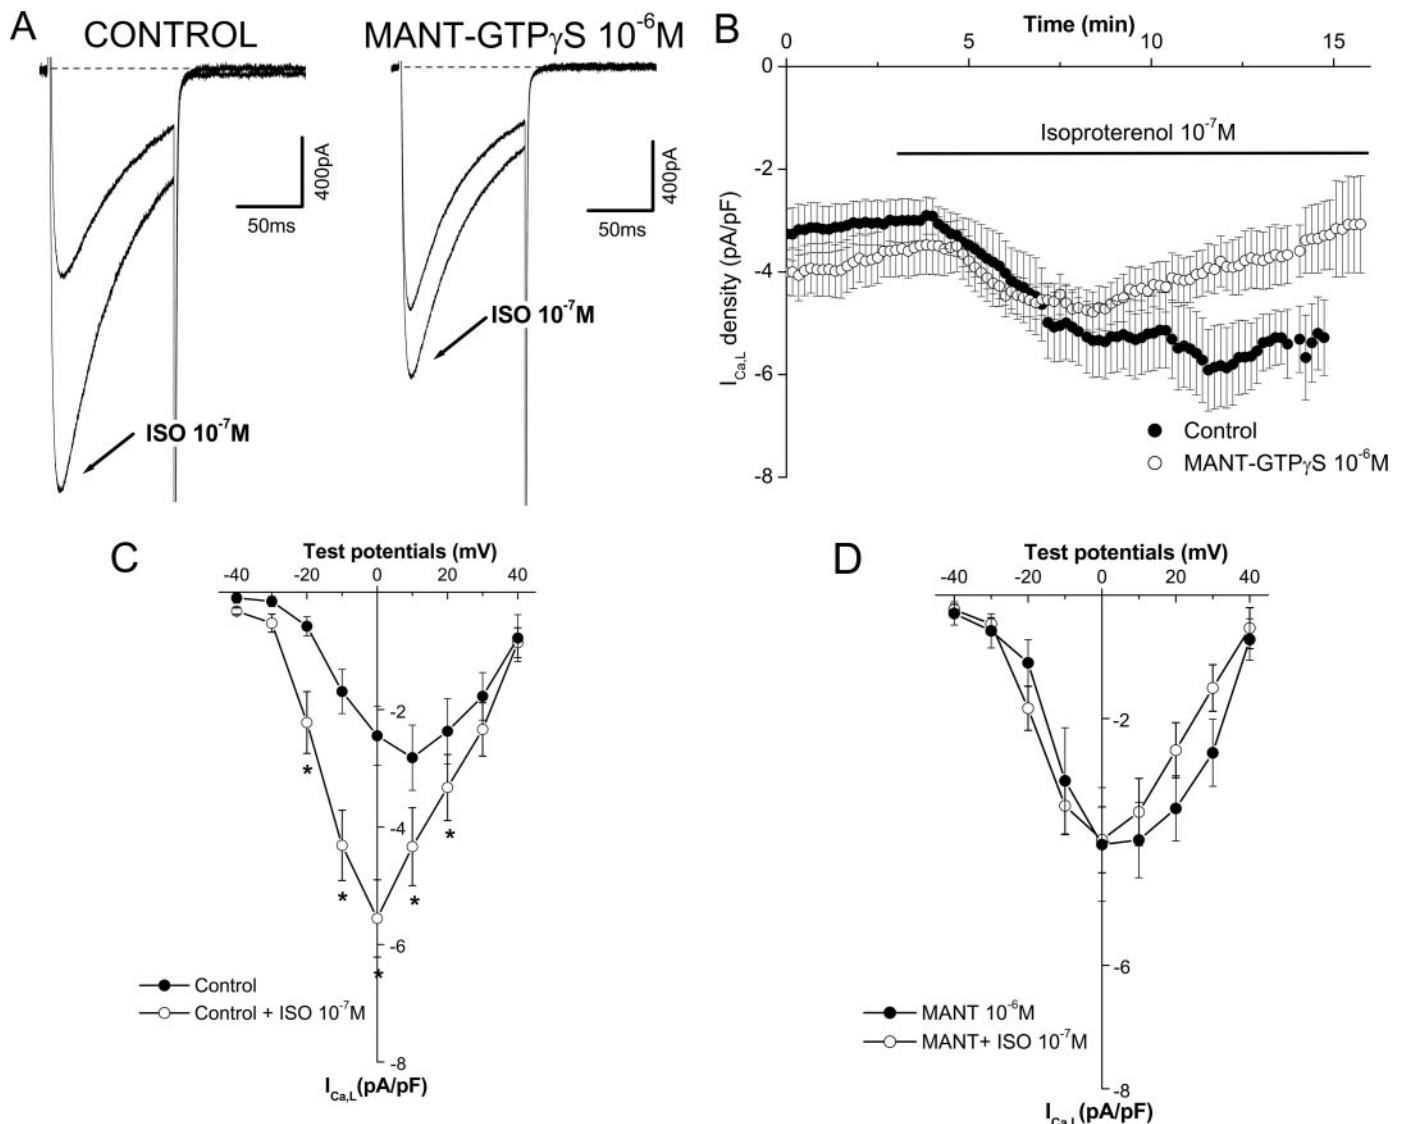 A
CONTROL
MANT-GTPγS 10⁻⁶M
400pA
50ms
ISO 10⁻⁷M
400pA
50ms
ISO 10⁻⁷M
B
Time (min)
0 5 10 15
0
-2
-4
-6
-8
I_Ca,L density (pA/pF)
Isoproterenol 10⁻⁷M
Control
MANT-GTPγS 10⁻⁶M
C
Test potentials (mV)
-40 -20 0 20 40
-2
*
-4
* * *
-6
*
Control
Control + ISO 10⁻⁷M
-8
I_Ca,L(pA/pF)
D
Test potentials (mV)
-40 -20 0 20 40
-2
-6
MANT 10⁻⁶M
MANT+ ISO 10⁻⁷M
-8
I_Ca,L(pA/pF)